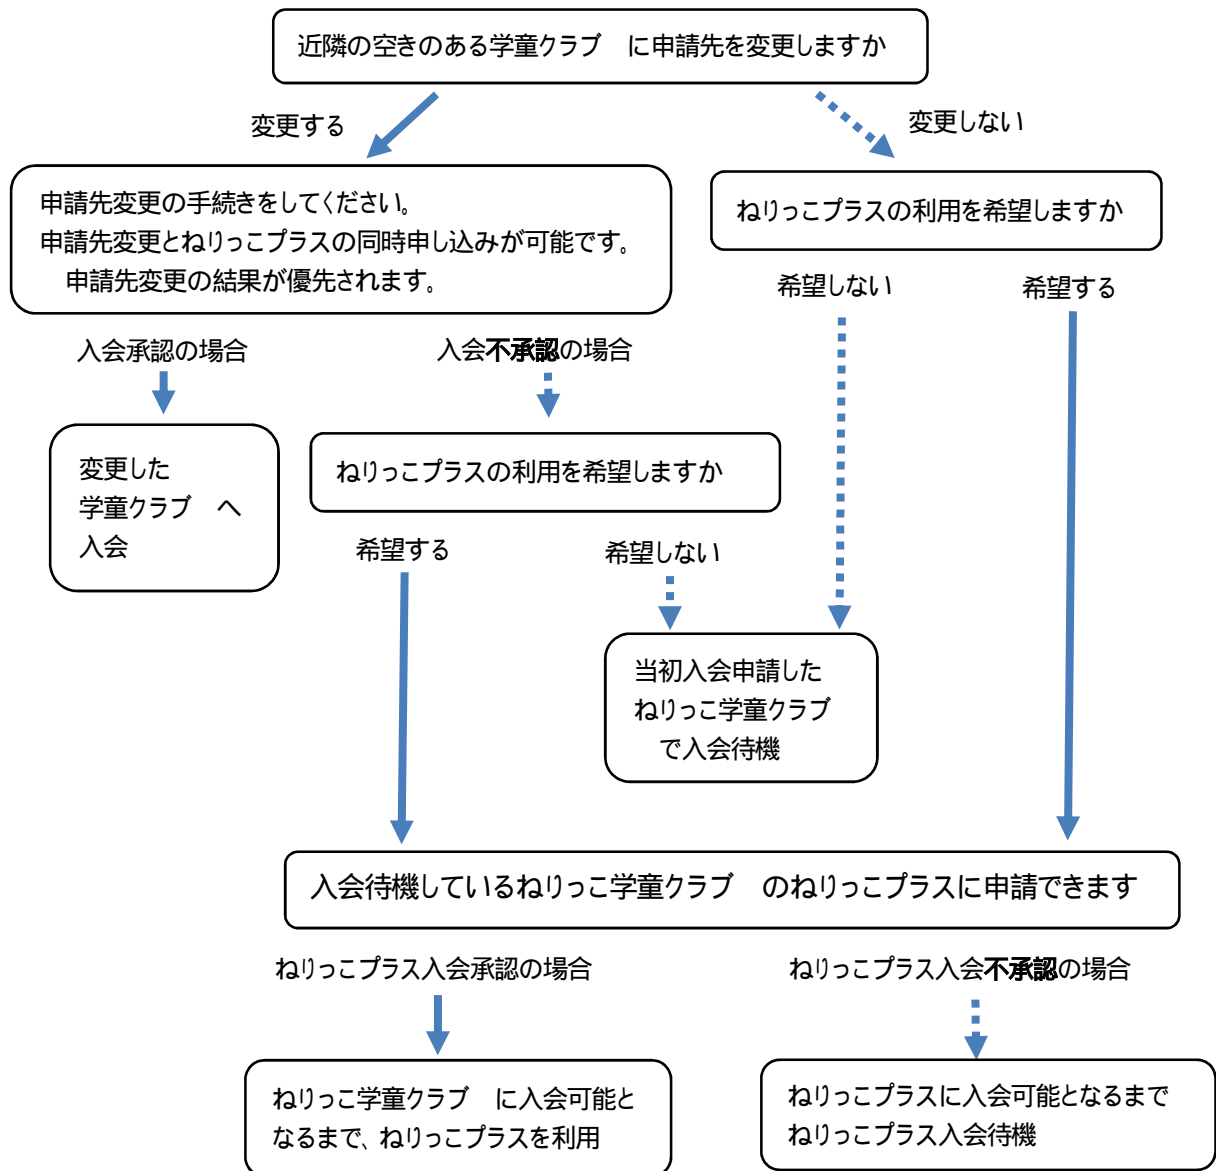 近隣の空きのある学童クラブ　に申請先を変更しますか
変更する
変更しない
申請先変更の手続きをしてください。
申請先変更とねりっこプラスの同時申し込みが可能です。
申請先変更の結果が優先されます。
ねりっこプラスの利用を希望しますか
希望しない
希望する
入会承認の場合
入会不承認の場合
変更した
学童クラブ　へ
入会
ねりっこプラスの利用を希望しますか
希望する
希望しない
当初入会申請した
ねりっこ学童クラブ
で入会待機
入会待機しているねりっこ学童クラブ　のねりっこプラスに申請できます
ねりっこプラス入会承認の場合
ねりっこプラス入会不承認の場合
ねりっこ学童クラブ　に入会可能と
なるまで、ねりっこプラスを利用
ねりっこプラスに入会可能となるまで
ねりっこプラス入会待機